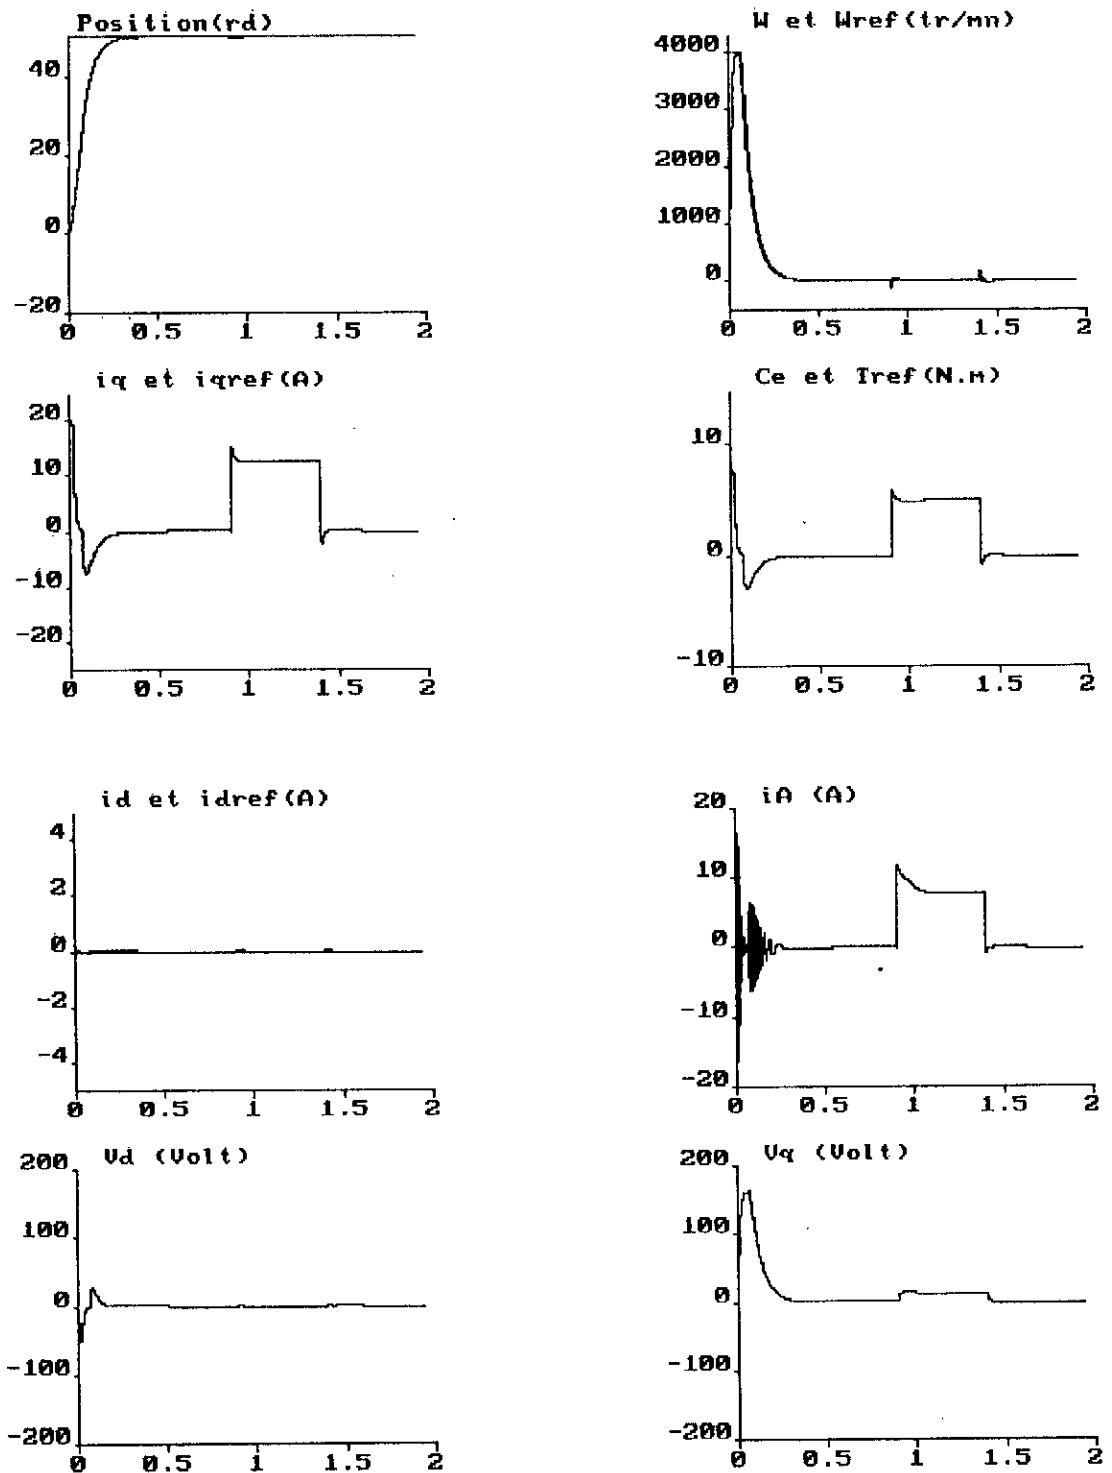 Position(rd)
40
20
0
-20
0 0.5 1 1.5 2
W et Wref(tr/mn)
4000
3000
2000
1000
0
0 0.5 1 1.5 2
iq et iqref(A)
20
10
0
-10
-20
0 0.5 1 1.5 2
Ce et Tref(N.m)
10
0
-10
0 0.5 1 1.5 2
id et idref(A)
4
2
0
-2
-4
0 0.5 1 1.5 2
iA (A)
20
10
0
-10
-20
0 0.5 1 1.5 2
Vd (Volt)
200
100
0
-100
-200
0 0.5 1 1.5 2
Vq (Volt)
200
100
0
-100
-200
0 0.5 1 1.5 2